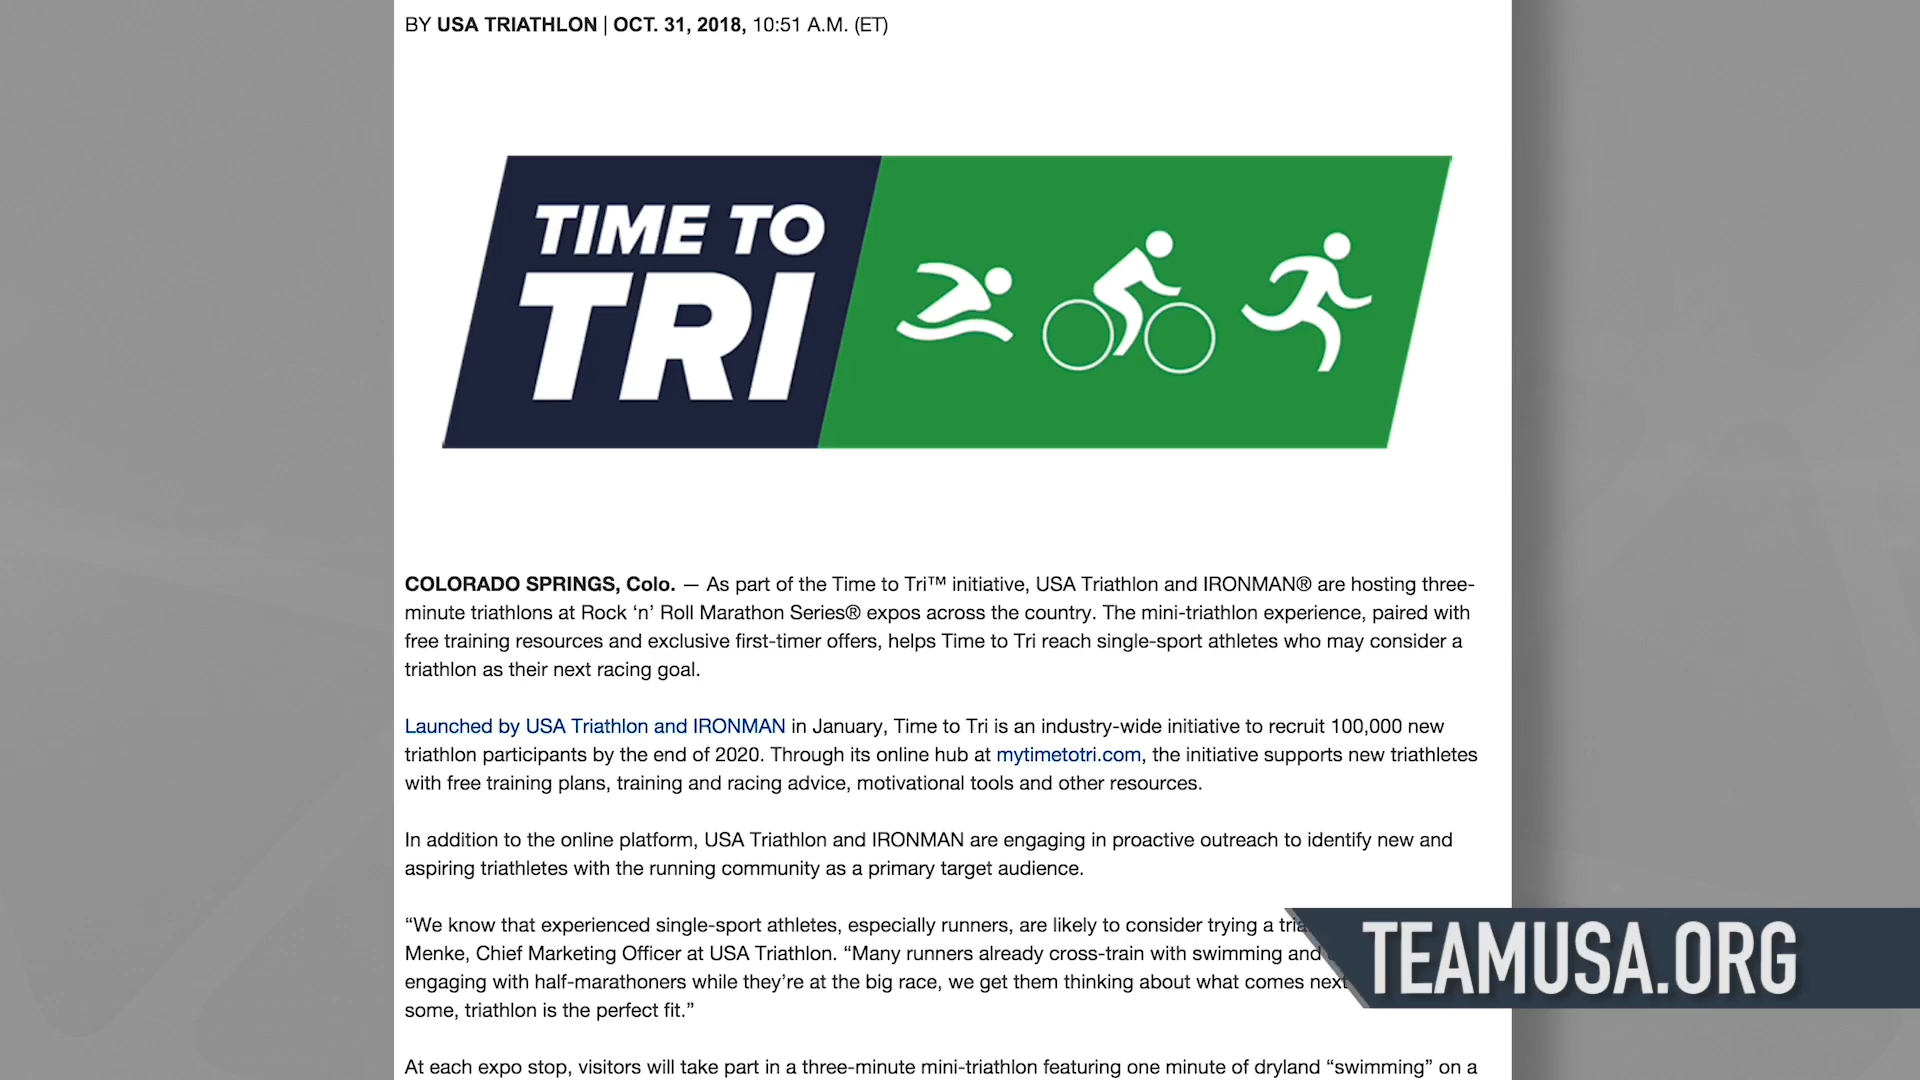 BY USA TRIATHLON | OCT. 31, 2018, 10:51 A.M. (ET)
TIME TO
TRI
COLORADO SPRINGS, Colo. — As part of the Time to Tri™ initiative, USA Triathlon and IRONMAN® are hosting three-
minute triathlons at Rock ‘n’ Roll Marathon Series® expos across the country. The mini-triathlon experience, paired with
free training resources and exclusive first-timer offers, helps Time to Tri reach single-sport athletes who may consider a
triathlon as their next racing goal.
Launched by USA Triathlon and IRONMAN in January, Time to Tri is an industry-wide initiative to recruit 100,000 new
triathlon participants by the end of 2020. Through its online hub at mytimetotri.com, the initiative supports new triathletes
with free training plans, training and racing advice, motivational tools and other resources.
In addition to the online platform, USA Triathlon and IRONMAN are engaging in proactive outreach to identify new and
aspiring triathletes with the running community as a primary target audience.
“We know that experienced single-sport athletes, especially runners, are likely to consider trying a
Menke, Chief Marketing Officer at USA Triathlon. “Many runners already cross-train with swimming and
engaging with half-marathoners while they’re at the big race, we get them thinking about what comes next
some, triathlon is the perfect fit.”
TEAMUSA.ORG
At each expo stop, visitors will take part in a three-minute mini-triathlon featuring one minute of dryland “swimming” on a